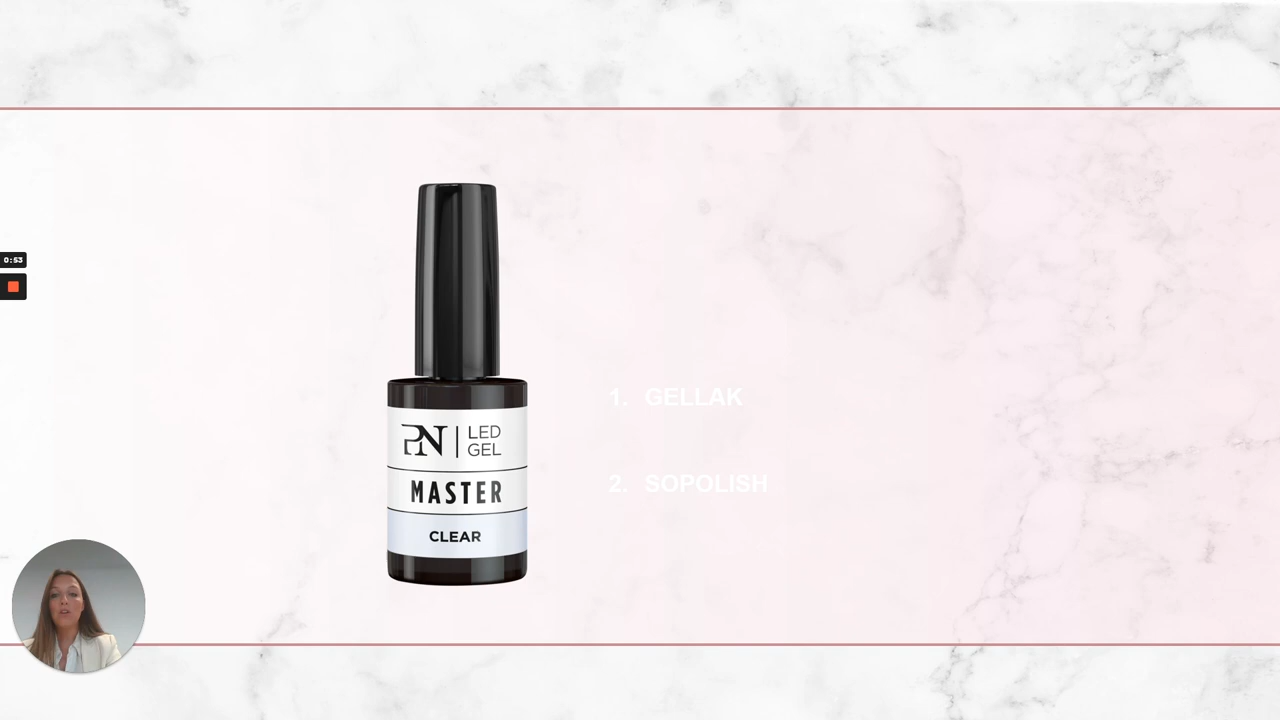 0:53
1. GELLAK
2. SOPOLISH
PN LED
GEL
MASTER
CLEAR